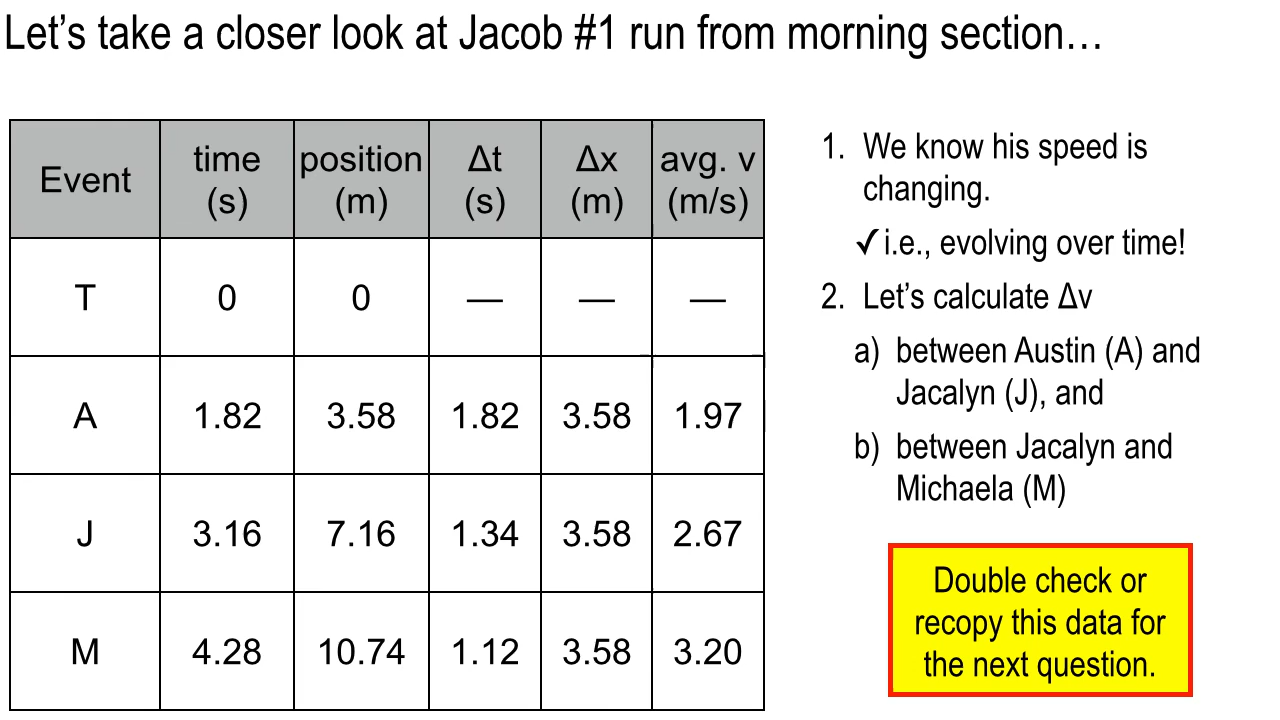 Let’s take a closer look at Jacob #1 run from morning section…
Event time (s) position (m) Δt (s) Δx (m) avg. v (m/s)
T 0 0 — — —
A 1.82 3.58 1.82 3.58 1.97
J 3.16 7.16 1.34 3.58 2.67
M 4.28 10.74 1.12 3.58 3.20
1. We know his speed is
changing.
✓i.e., evolving over time!
2. Let’s calculate Δv
a) between Austin (A) and
Jacalyn (J), and
b) between Jacalyn and
Michaela (M)
Double check or
recopy this data for
the next question.